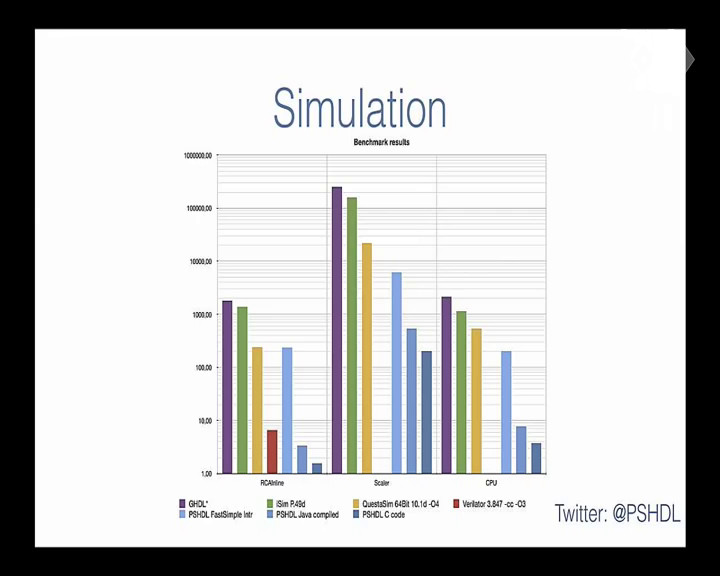 Simulation
Benchmark results
1000000,00
100000,00
10000,00
1000,00
100,00
10,00
1,00
RCAInline Scaler CPU
GHDL* iSim P.49d QuestaSim 64Bit 10.1d -O4 Verilator 3.847 -cc -O3
PSHDL FastSimple Intr PSHDL Java compiled PSHDL C code
Twitter: @PSHDL